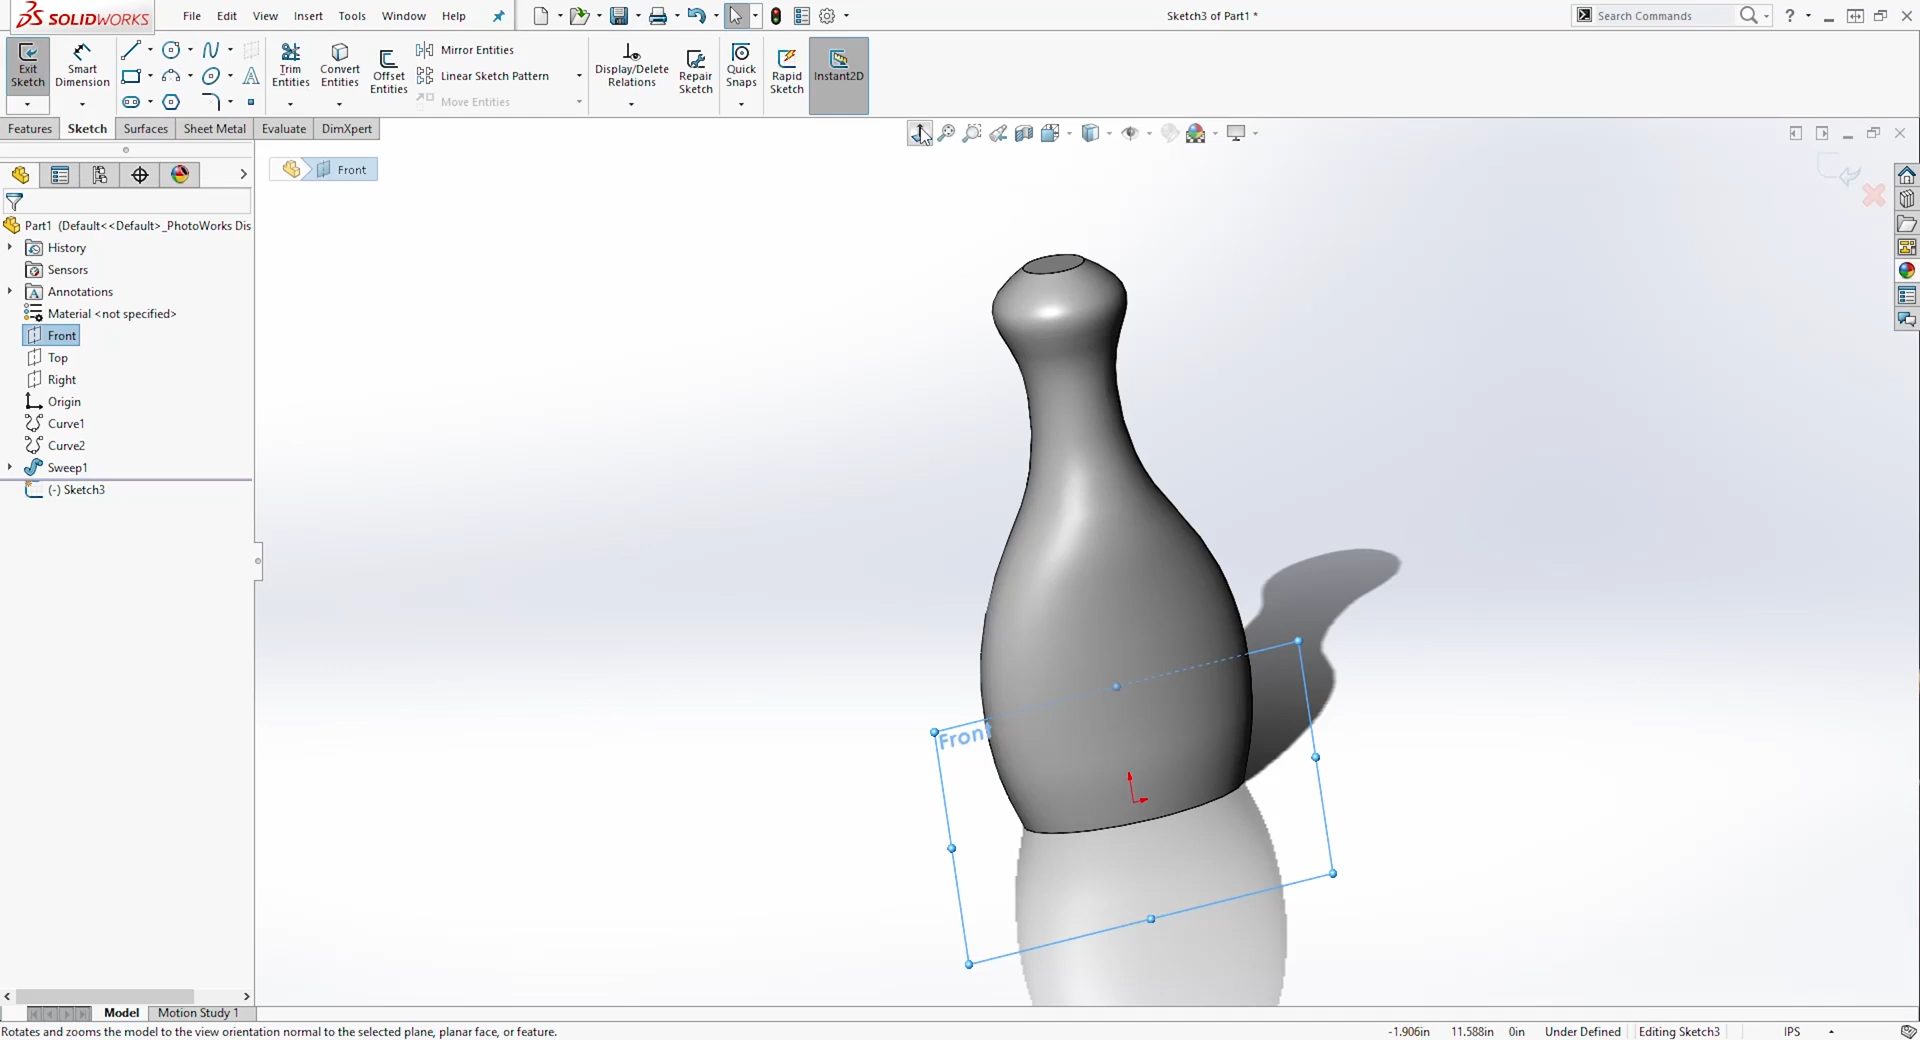 SOLIDWORKS
File Edit View Insert Tools Window Help
Sketch3 of Part1 *
Search Commands
Exit Sketch
Smart Dimension
Trim Entities
Convert Entities
Offset Entities
Mirror Entities
Linear Sketch Pattern
Move Entities
Display/Delete Relations
Repair Sketch
Quick Snaps
Rapid Sketch
Instant2D
Features Sketch Surfaces Sheet Metal Evaluate DimXpert
Front
Part1 (Default<<Default>_PhotoWorks Dis
History
Sensors
Annotations
Material <not specified>
Front
Top
Right
Origin
Curve1
Curve2
Sweep1
(-) Sketch3
Front
Model Motion Study 1
Rotates and zooms the model to the view orientation normal to the selected plane, planar face, or feature.
-1.906in 11.588in 0in Under Defined Editing Sketch3 IPS